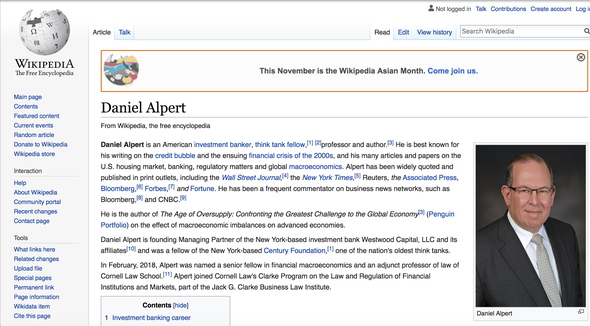 Not logged in Talk Contributions Create account Log in
Article Talk Read Edit View history Search Wikipedia
WIKIPEDIA
The Free Encyclopedia
Main page
Contents
Featured content
Current events
Random article
Donate to Wikipedia
Wikipedia store
Interaction
Help
About Wikipedia
Community portal
Recent changes
Contact page
Tools
What links here
Related changes
Upload file
Special pages
Permanent link
Page information
Wikidata item
Cite this page
This November is the Wikipedia Asian Month. Come join us.
Daniel Alpert
From Wikipedia, the free encyclopedia
Daniel Alpert is an American investment banker, think tank fellow,[1] [2]professor and author.[3] He is best known for
his writing on the credit bubble and the ensuing financial crisis of the 2000s, and his many articles and papers on the
U.S. housing market, banking, regulatory matters and global macroeconomics. Alpert has been widely quoted and
published in print outlets, including the Wall Street Journal,[4] the New York Times,[5] Reuters, the Associated Press,
Bloomberg,[6] Forbes,[7] and Fortune. He has been a frequent commentator on business news networks, such as
Bloomberg,[8] and CNBC.[9]
He is the author of The Age of Oversupply: Confronting the Greatest Challenge to the Global Economy[3] (Penguin
Portfolio) on the effect of macroeconomic imbalances on advanced economies.
Daniel Alpert is founding Managing Partner of the New York-based investment bank Westwood Capital, LLC and its
affiliates[10] and was a fellow of the New York-based Century Foundation,[1] one of the nation's oldest think tanks.
In February, 2018, Alpert was named a senior fellow in financial macroeconomics and an adjunct professor of law of
Cornell Law School.[11] Alpert joined Cornell Law's Clarke Program on the Law and Regulation of Financial
Institutions and Markets, part of the Jack G. Clarke Business Law Institute.
Contents [hide]
1 Investment banking career
Daniel Alpert